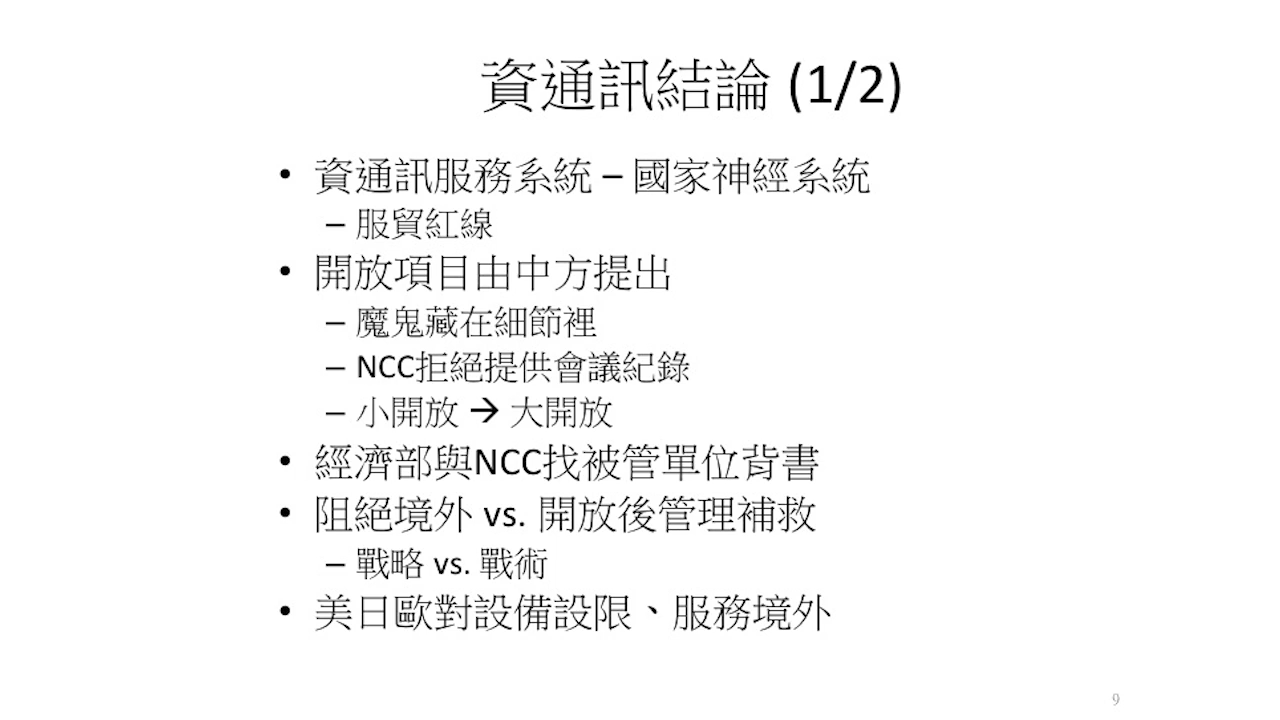 資通訊結論 (1/2)
• 資通訊服務系統 – 國家神經系統
– 服貿紅線
• 開放項目由中方提出
– 魔鬼藏在細節裡
– NCC拒絕提供會議紀錄
– 小開放 → 大開放
• 經濟部與NCC找被管單位背書
• 阻絕境外 vs. 開放後管理補救
– 戰略 vs. 戰術
• 美日歐對設備設限、服務境外
9